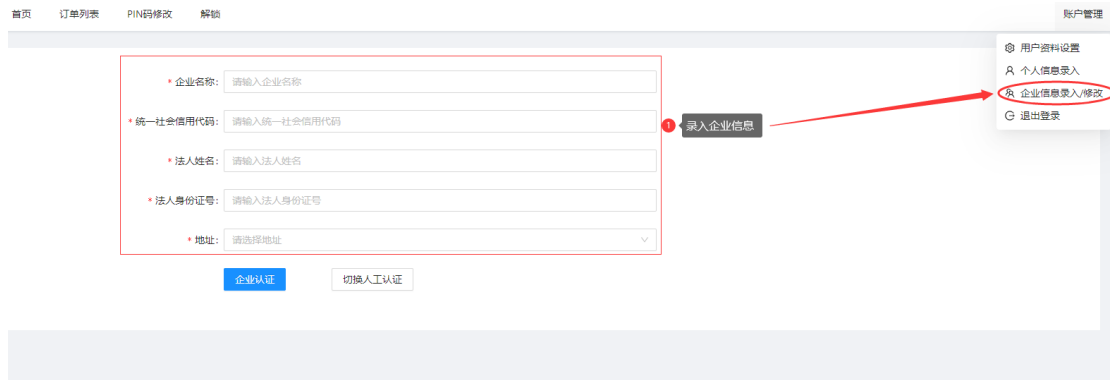 首页 订单列表 PIN码修改 解锁 账户管理
用户资料设置
个人信息录入
企业信息录入/修改
退出登录
* 企业名称: 请输入企业名称
* 统一社会信用代码: 请输入统一社会信用代码
1 录入企业信息
* 法人姓名: 请输入法人姓名
* 法人身份证号: 请输入法人身份证号
* 地址: 请选择地址
企业认证 切换人工认证